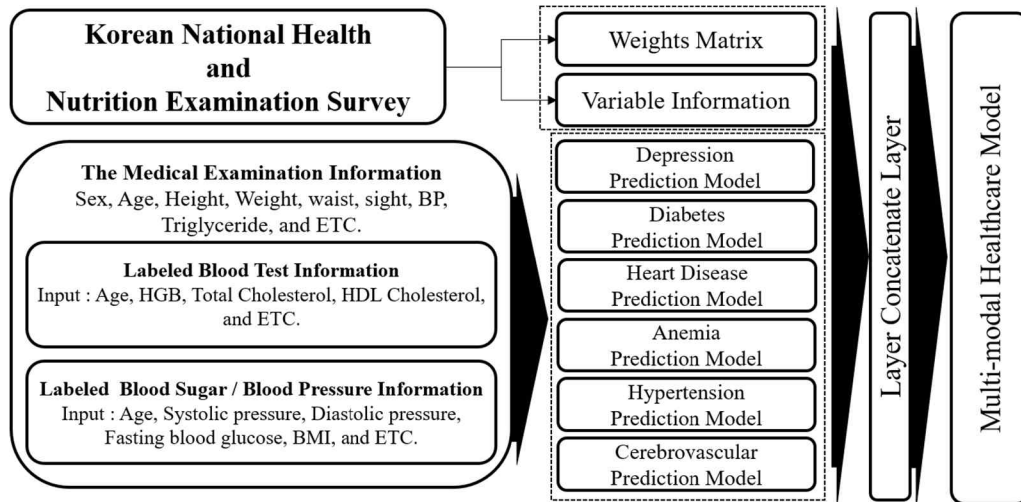 Korean National Health
and
Nutrition Examination Survey
Weights Matrix
Variable Information
The Medical Examination Information
Sex, Age, Height, Weight, waist, sight, BP,
Triglyceride, and ETC.
Labeled Blood Test Information
Input : Age, HGB, Total Cholesterol, HDL Cholesterol,
and ETC.
Labeled Blood Sugar / Blood Pressure Information
Input : Age, Systolic pressure, Diastolic pressure,
Fasting blood glucose, BMI, and ETC.
Depression
Prediction Model
Diabetes
Prediction Model
Heart Disease
Prediction Model
Anemia
Prediction Model
Hypertension
Prediction Model
Cerebrovascular
Prediction Model
Layer Concatenate Layer
Multi-modal Healthcare Model